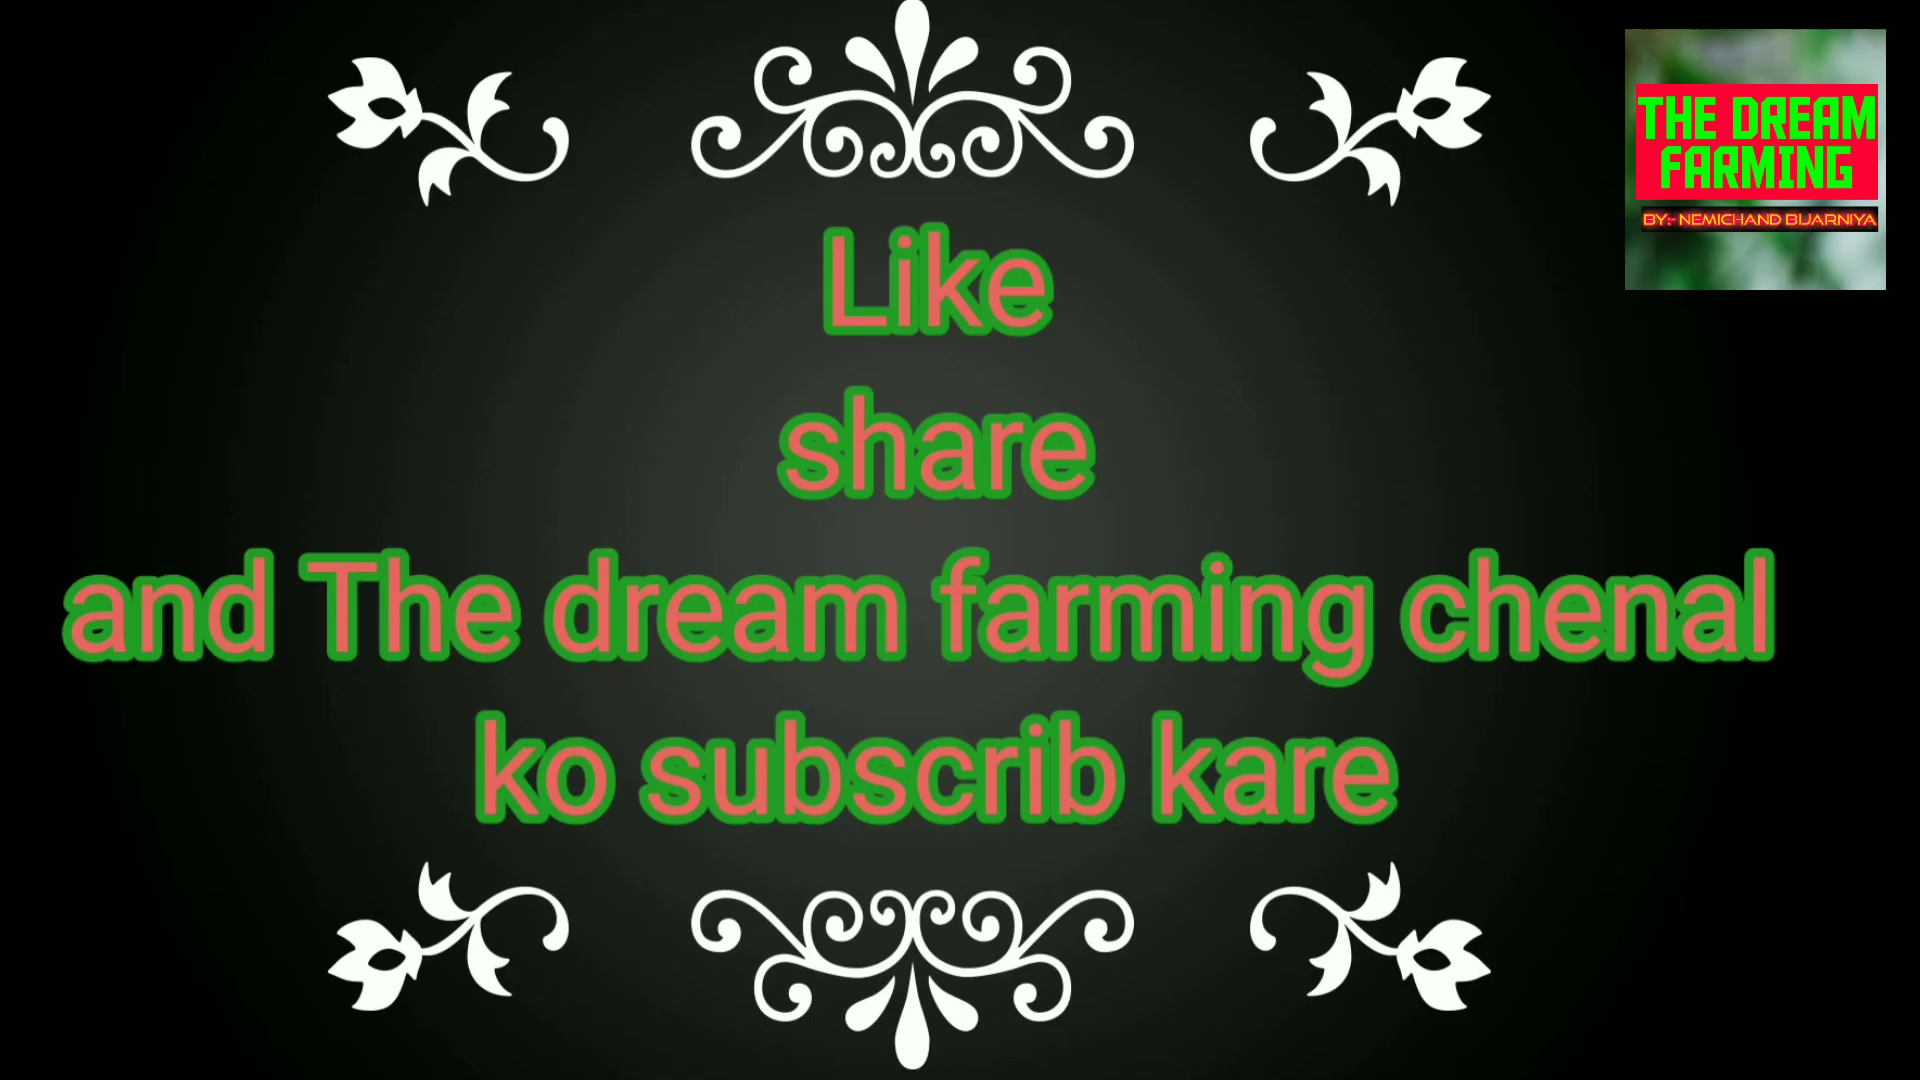 THE DREAM
FARMING
BY:- NEMICHAND BIJARNIYA
Like
share
and The dream farming chenal
ko subscrib kare